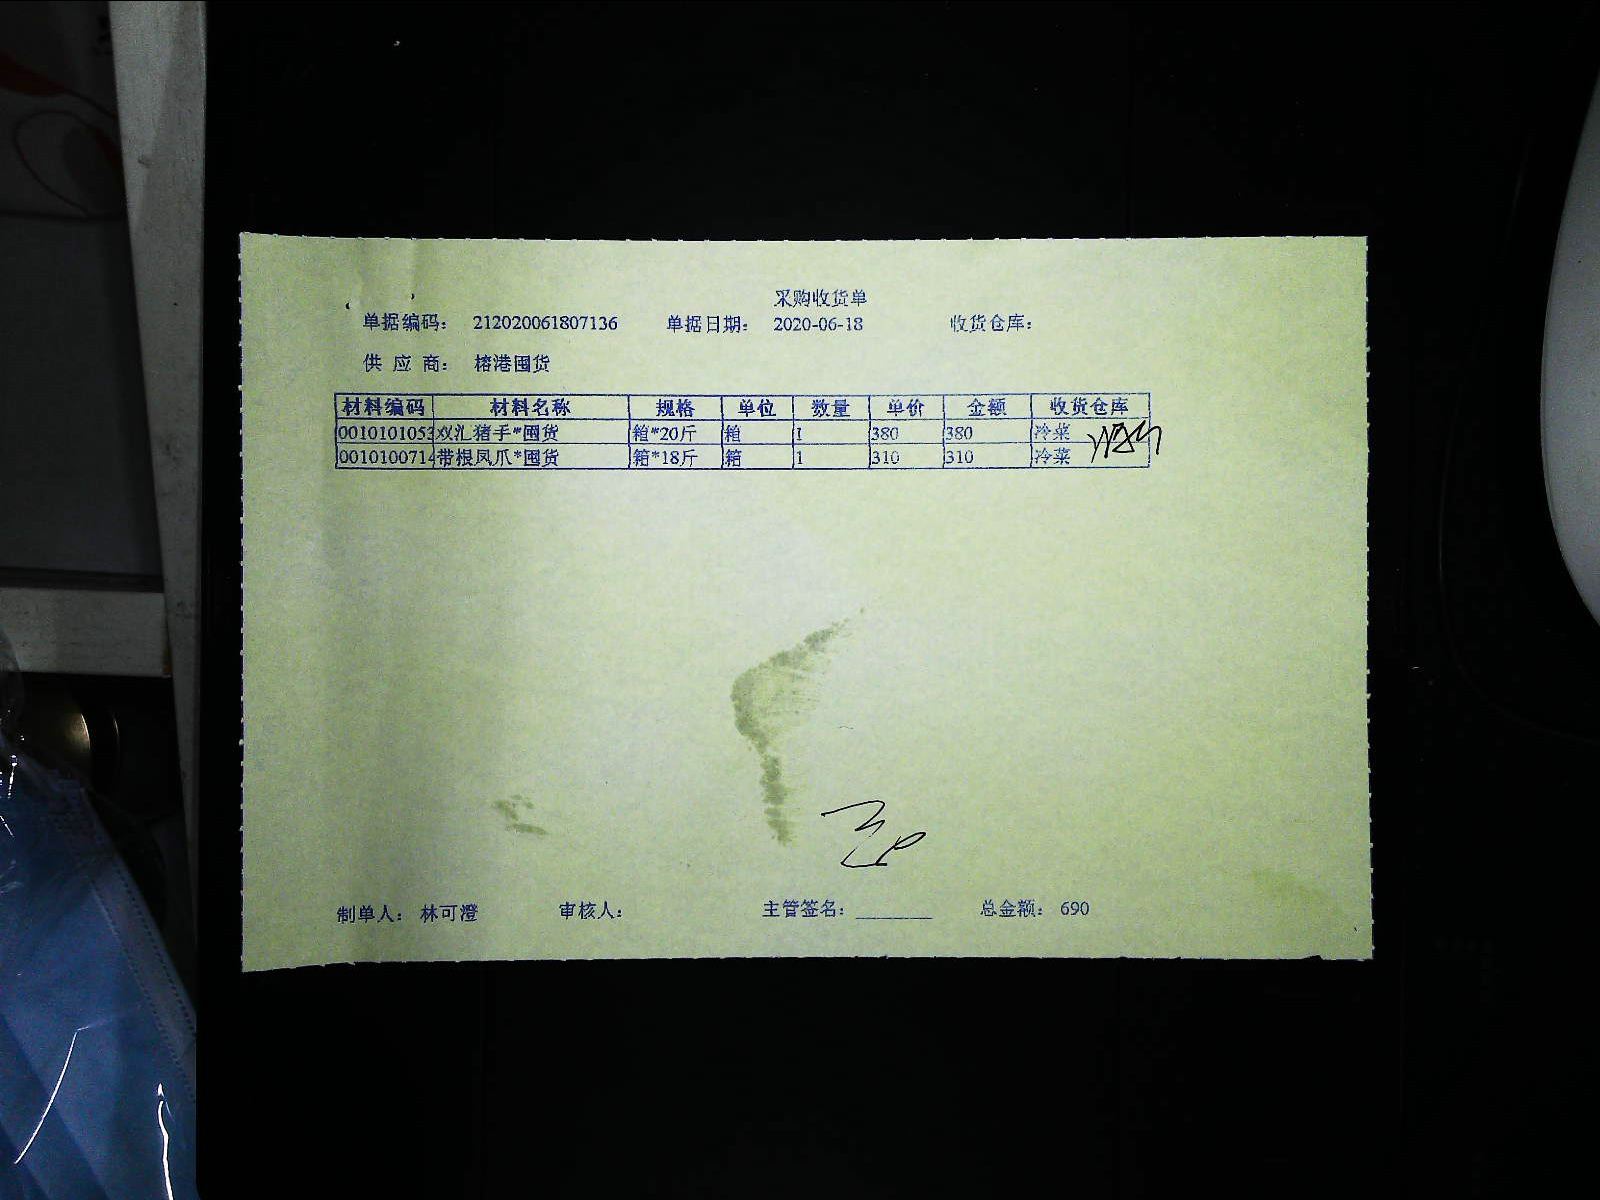 采购收货单
单据编码: 212020061807136 单据日期: 2020-06-18 收货仓库:
供 应 商: 榕港囤货
材料编码 材料名称 规格 单位 数量 单价 金额 收货仓库
0010101053 双汇猪手*囤货 箱*20斤 箱 1 380 380 冷菜
0010100714 带根凤爪*囤货 箱*18斤 箱 1 310 310 冷菜
制单人: 林可澄 审核人: 主管签名: ________ 总金额: 690